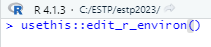 R 4.1.3 · C:/ESTP/estp2023/
> usethis::edit_r_environ()